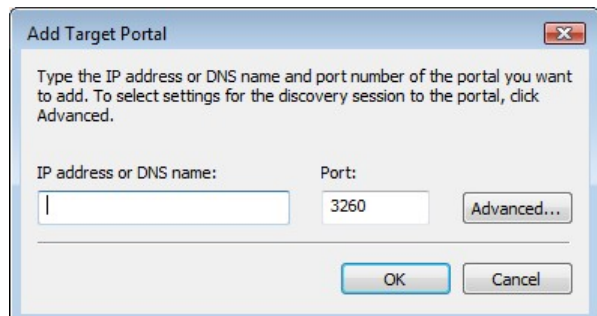 Add Target Portal
Type the IP address or DNS name and port number of the portal you want
to add. To select settings for the discovery session to the portal, click
Advanced.
IP address or DNS name: Port:
3260 Advanced...
OK Cancel